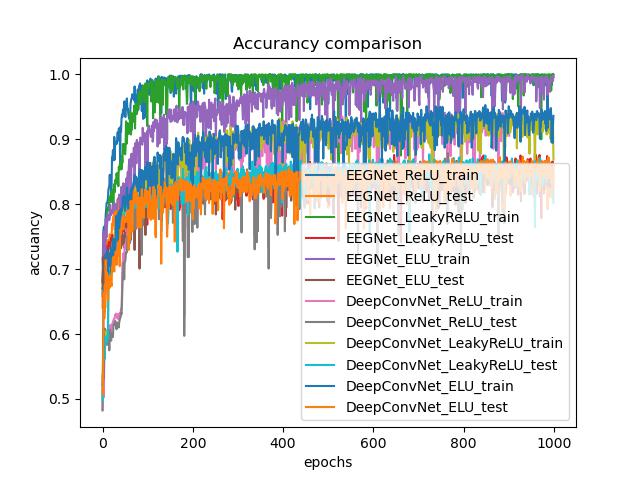 Accurancy comparison
1.0
0.9
0.8
0.7
0.6
0.5
accuancy
EEGNet_ReLU_train
EEGNet_ReLU_test
EEGNet_LeakyReLU_train
EEGNet_LeakyReLU_test
EEGNet_ELU_train
EEGNet_ELU_test
DeepConvNet_ReLU_train
DeepConvNet_ReLU_test
DeepConvNet_LeakyReLU_train
DeepConvNet_LeakyReLU_test
DeepConvNet_ELU_train
DeepConvNet_ELU_test
0 200 400 600 800 1000
epochs